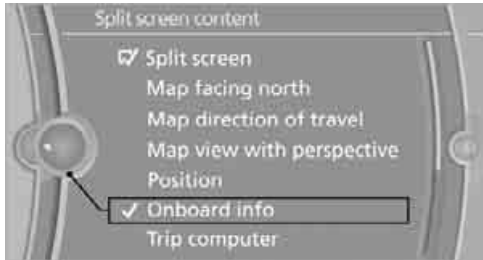 Split screen content
Split screen
Map facing north
Map direction of travel
Map view with perspective
Position
Onboard info
Trip computer